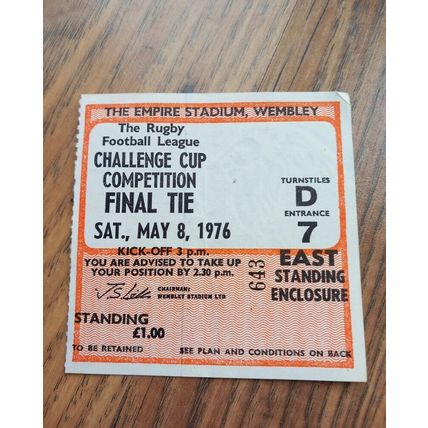 THE EMPIRE STADIUM, WEMBLEY
The Rugby
Football League
CHALLENGE CUP
COMPETITION
FINAL TIE
SAT., MAY 8, 1976
KICK-OFF 3 p.m.
YOU ARE ADVISED TO TAKE UP
YOUR POSITION BY 2.30 p.m.
CHAIRMAN:
WEMBLEY STADIUM LTD
TURNSTILES
D
ENTRANCE
7
EAST
STANDING
ENCLOSURE
643
STANDING
£1.00
TO BE RETAINED
SEE PLAN AND CONDITIONS ON BACK